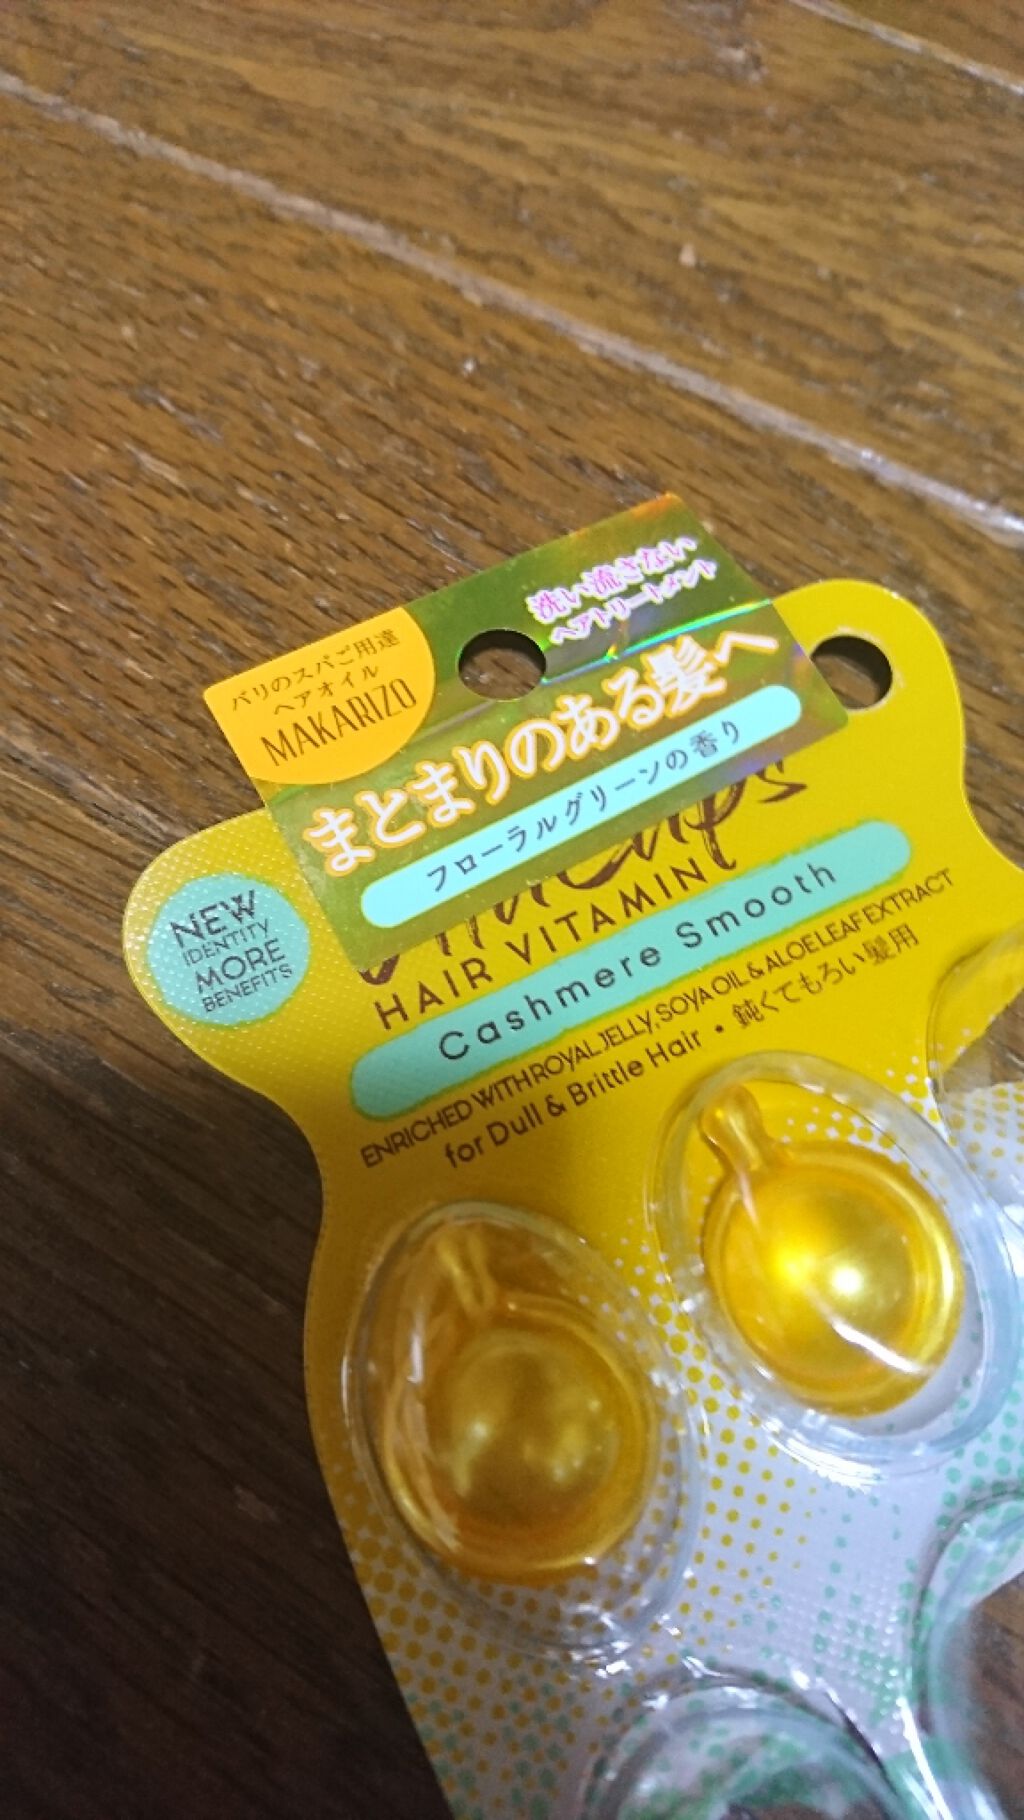 バリのスパご用達
ヘアオイル
MAKARIZO
洗い流さない
ヘアトリートメント
まとまりのある髪へ
フローラルグリーンの香り
NEW
IDENTITY
MORE
BENEFITS
HAIR VITAMIN
Cashmere Smooth
ENRICHED WITH ROYAL JELLY, SOYA OIL & ALOE LEAF EXTRACT
for Dull & Brittle Hair・鈍くてもろい髪用